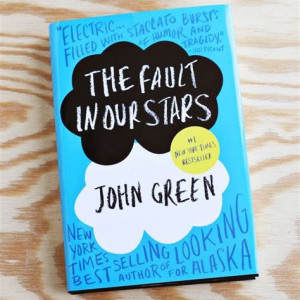 "ELECTRIC...
FILLED WITH STACCATO BURSTS
OF HUMOR AND
TRAGEDY."
THE FAULT
IN OUR STARS
#1
NEW YORK TIMES
BESTSELLER
JOHN GREEN
NEW
YORK
TIMES
BEST
SELLING
AUTHOR OF
LOOKING
FOR ALASKA